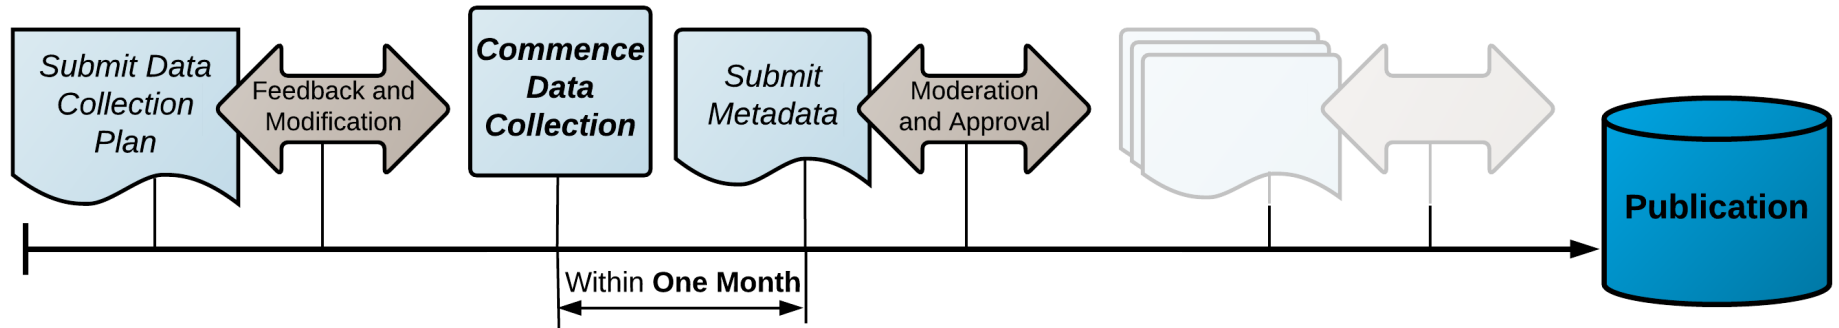 Submit Data
Collection
Plan
Feedback and
Modification
Commence
Data
Collection
Submit
Metadata
Moderation
and Approval
Publication
Within One Month